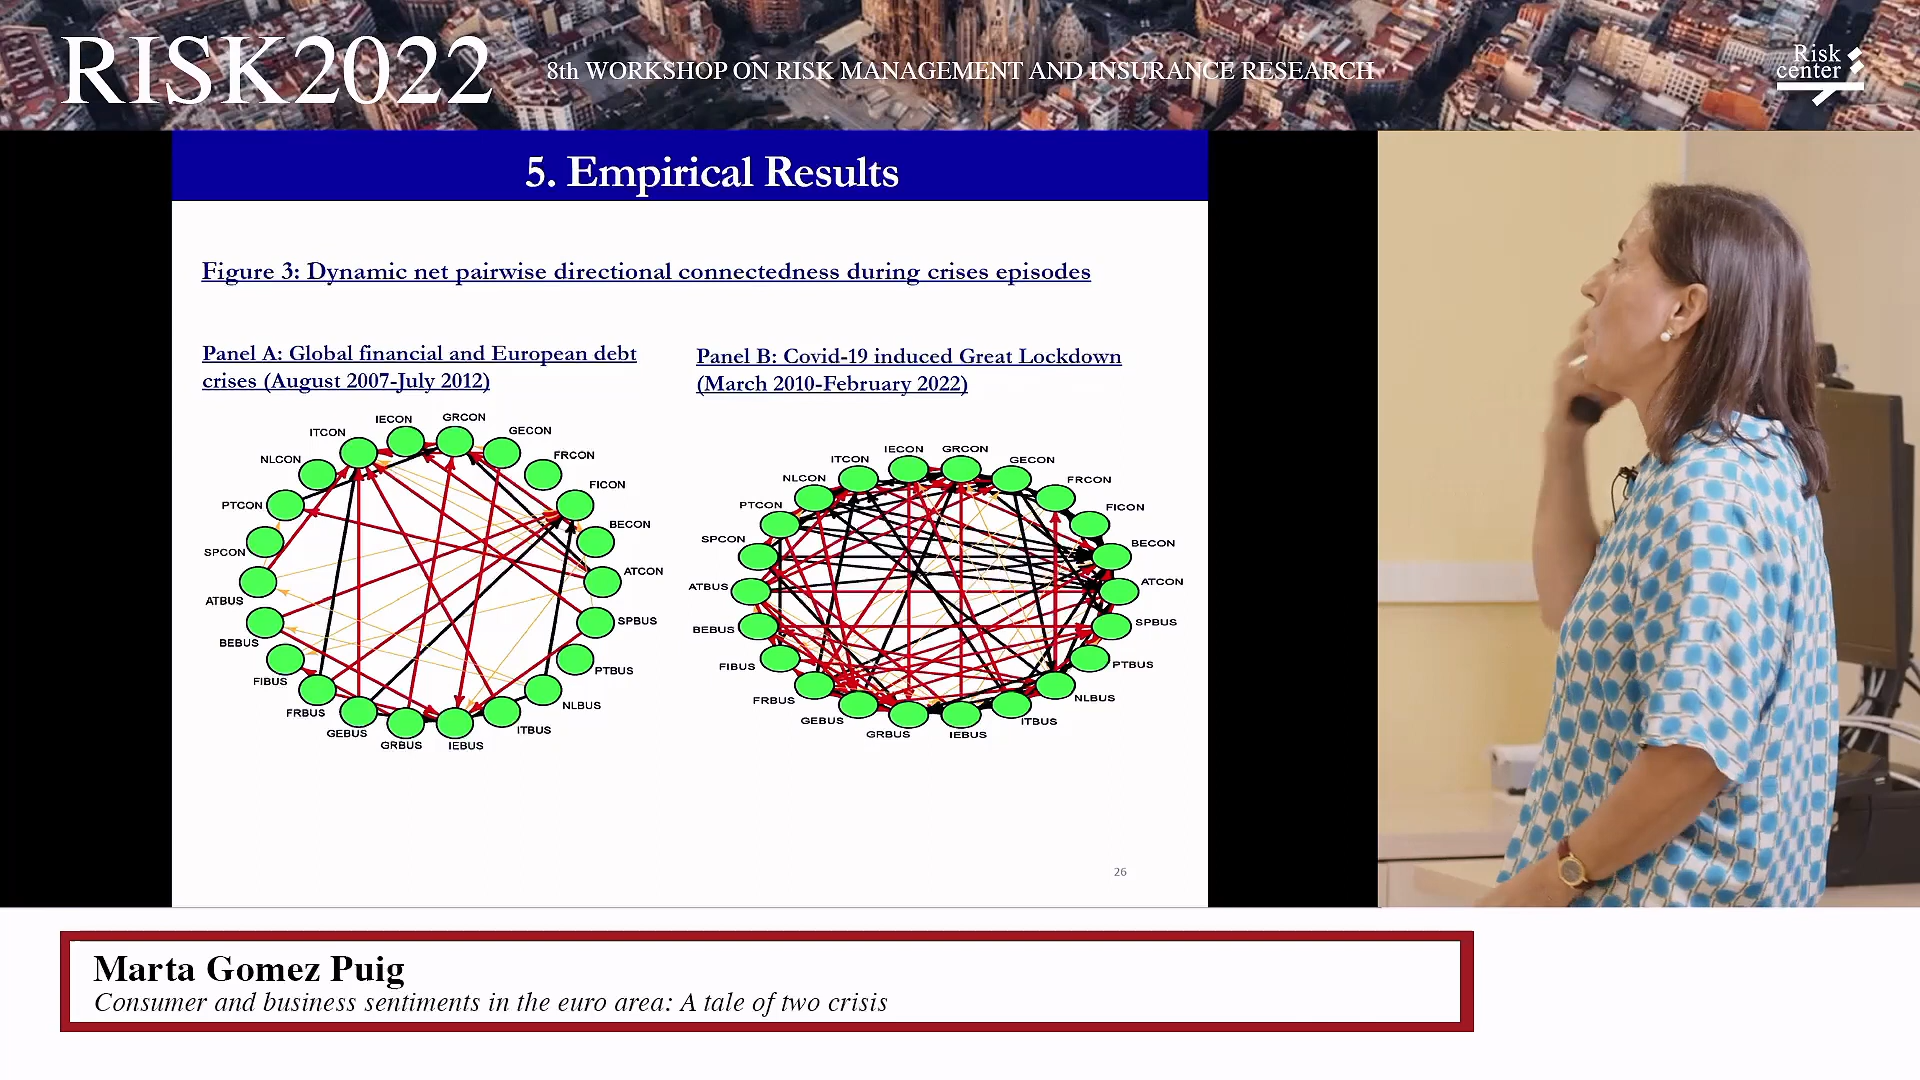 RISK2022
8th WORKSHOP ON RISK MANAGEMENT AND INSURANCE RESEARCH
Risk
center
5. Empirical Results
Figure 3: Dynamic net pairwise directional connectedness during crises episodes
Panel A: Global financial and European debt
crises (August 2007-July 2012)
IECON
GRCON
GECON
ITCON
FRCON
NLCON
FICON
PTCON
BECON
SPCON
ATCON
ATBUS
SPBUS
BEBUS
PTBUS
FIBUS
NLBUS
FRBUS
ITBUS
GEBUS
GRBUS
IEBUS
Panel B: Covid-19 induced Great Lockdown
(March 2010-February 2022)
IECON
GRCON
ITCON
GECON
NLCON
FRCON
PTCON
FICON
SPCON
BECON
ATBUS
ATCON
BEBUS
SPBUS
FIBUS
PTBUS
FRBUS
NLBUS
GEBUS
ITBUS
GRBUS
IEBUS
26
Marta Gomez Puig
Consumer and business sentiments in the euro area: A tale of two crisis